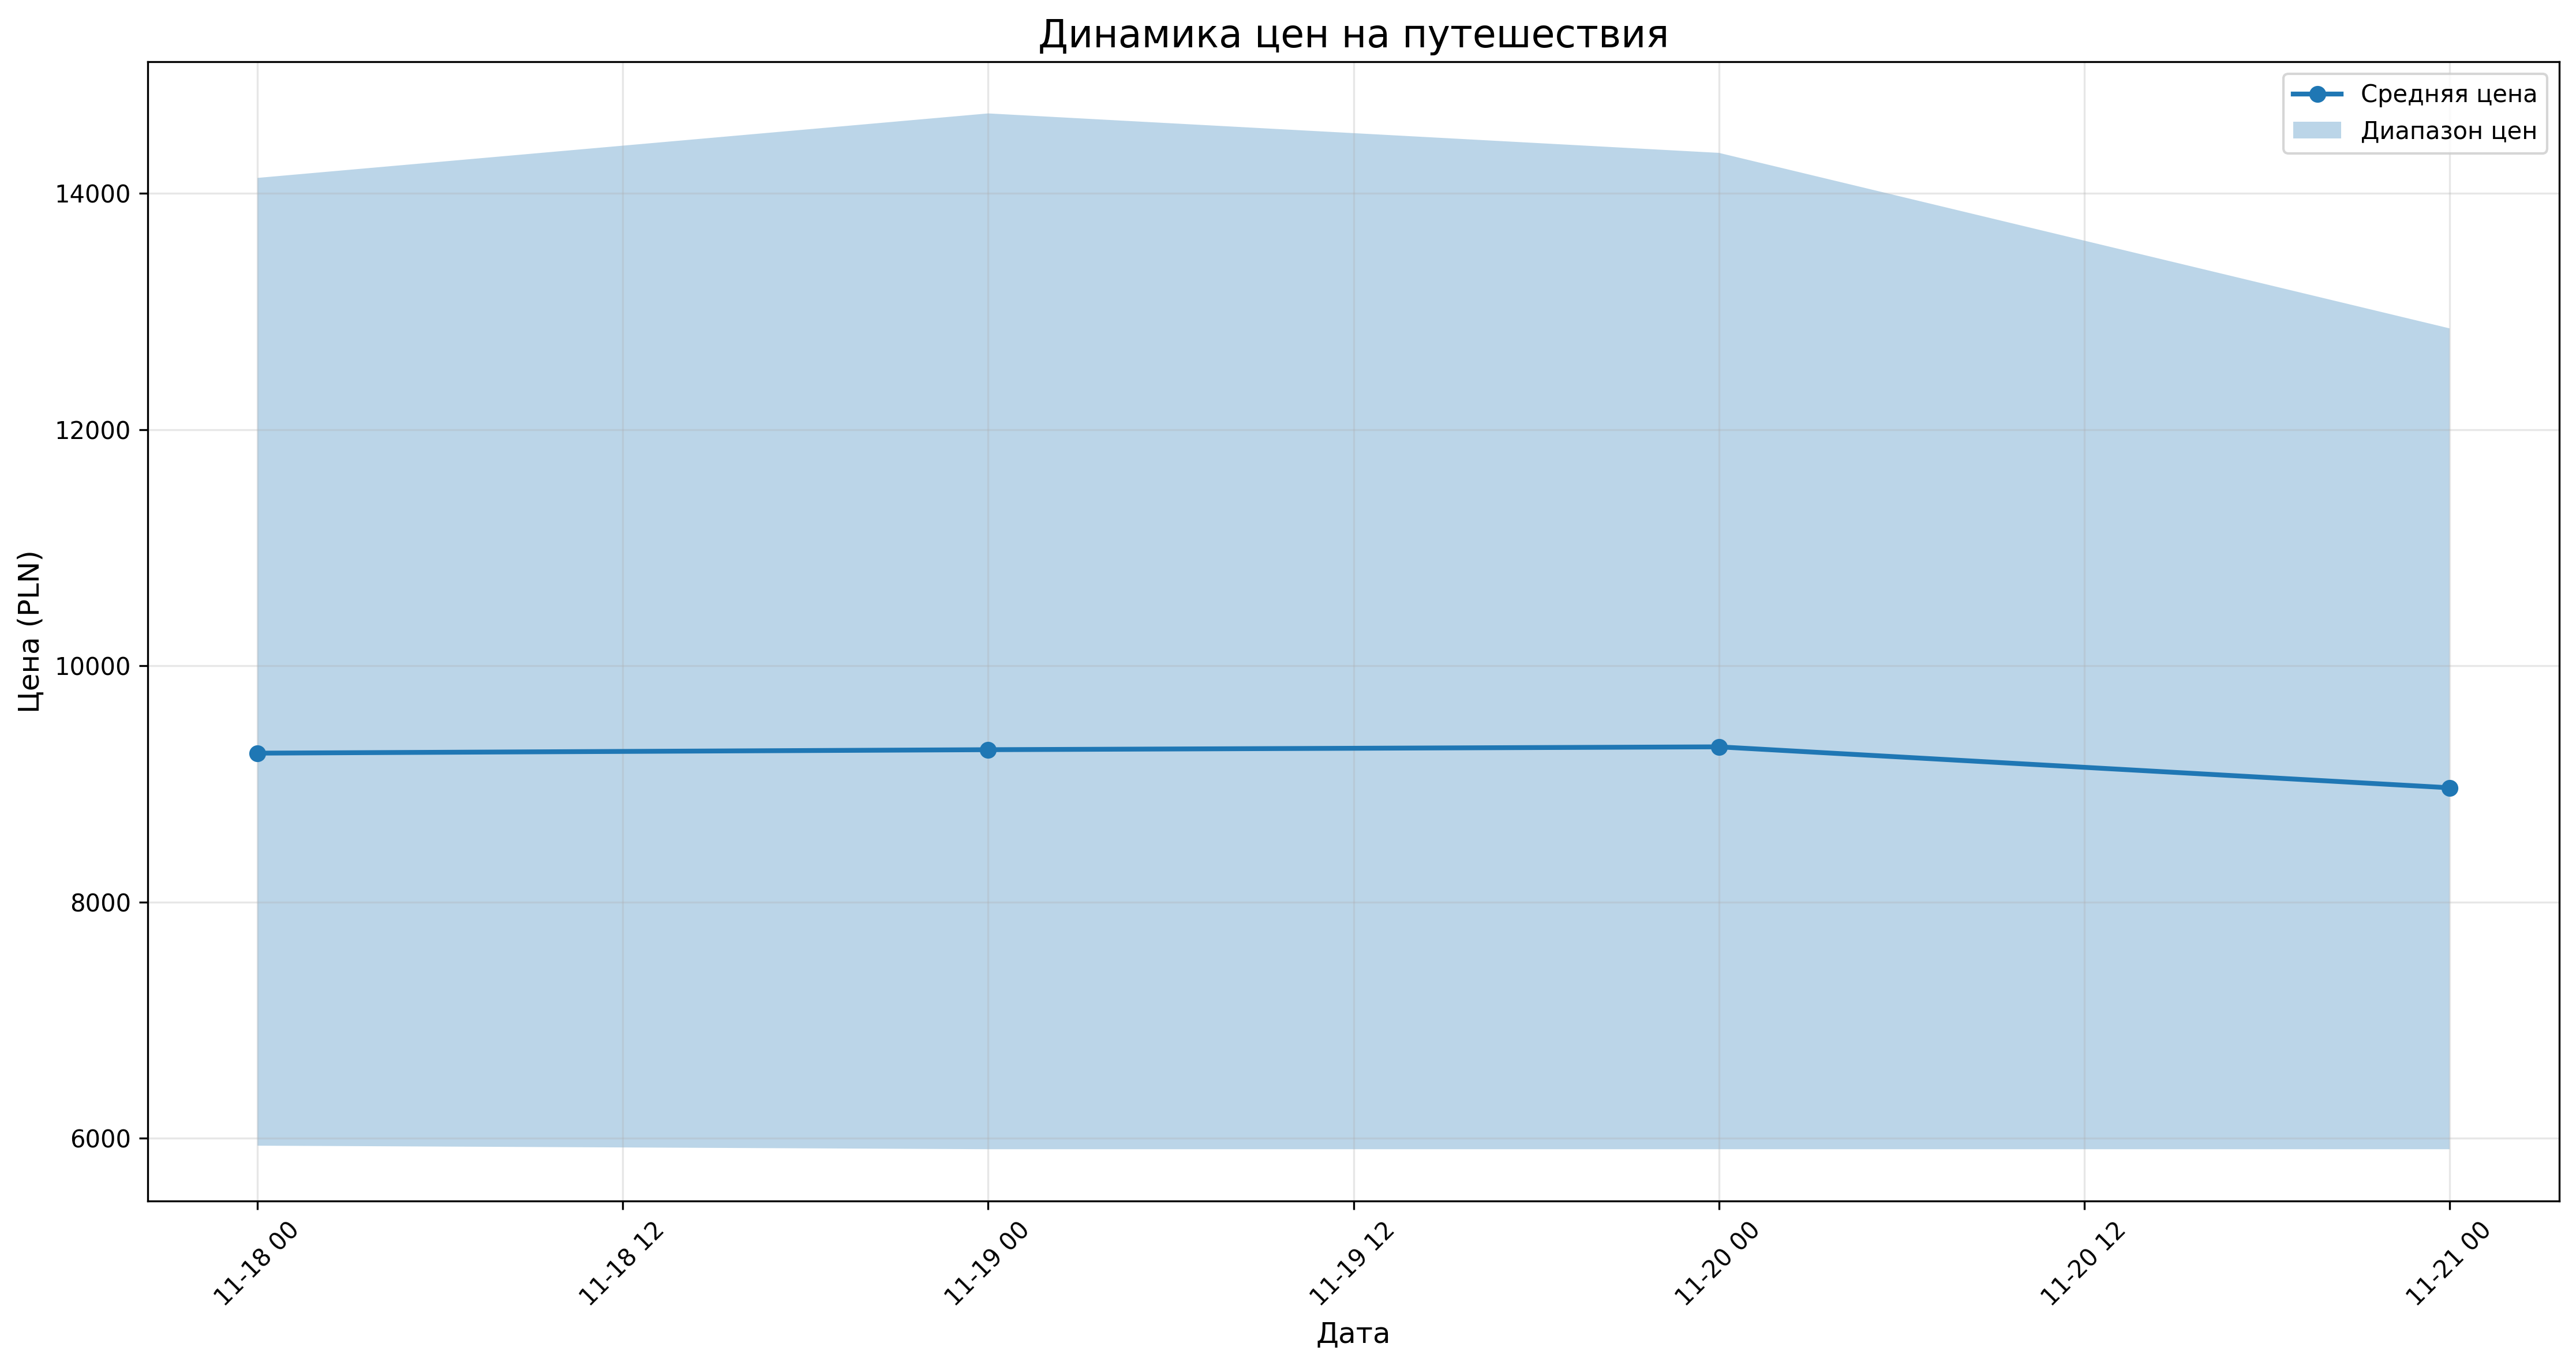 Динамика цен на путешествия
Средняя цена
Диапазон цен
14000
12000
10000
8000
6000
Цена (PLN)
11-18 00
11-18 12
11-19 00
11-19 12
11-20 00
11-20 12
11-21 00
Дата